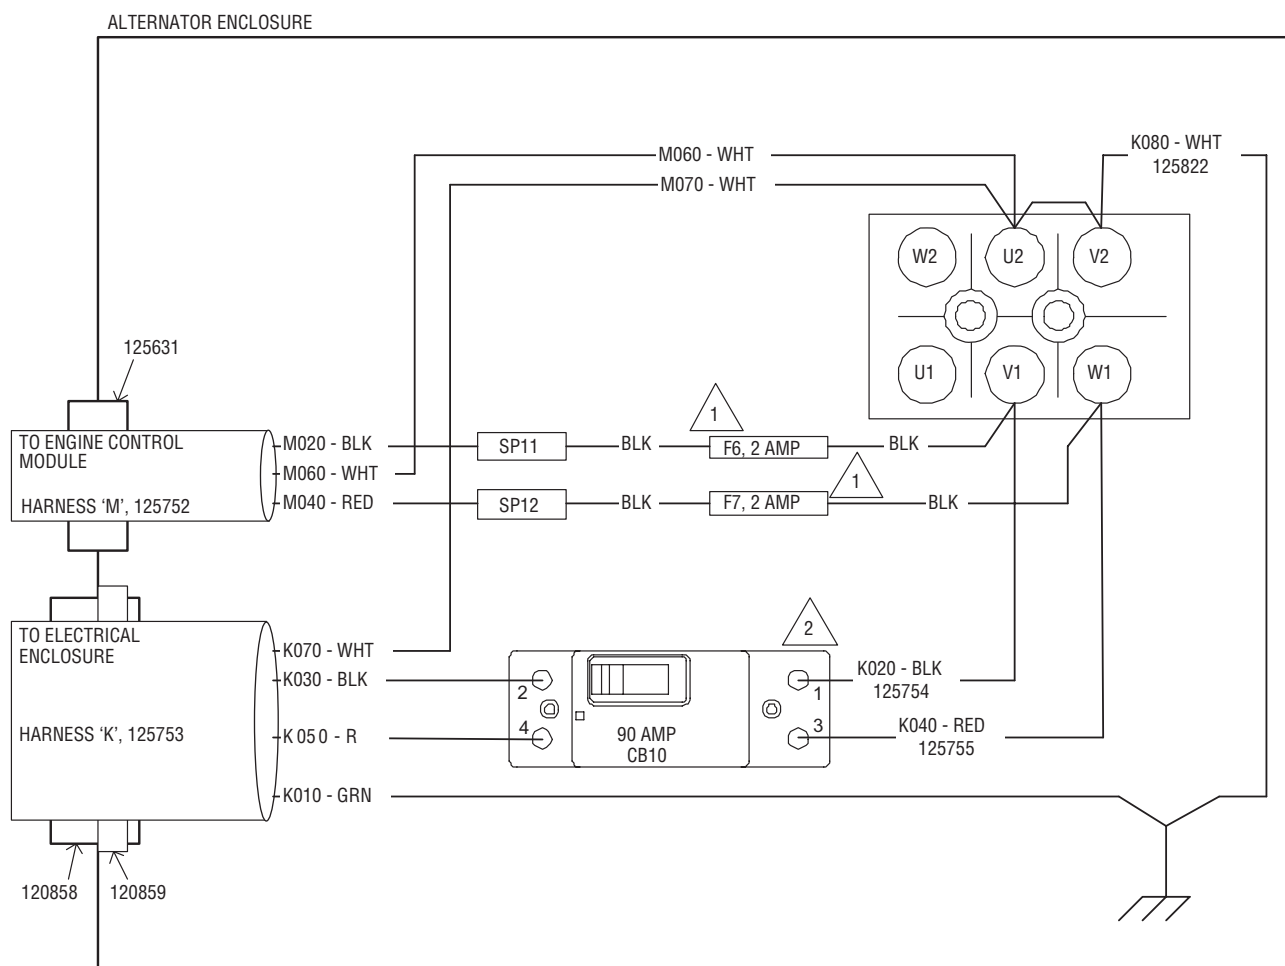 ALTERNATOR ENCLOSURE
M060 - WHT
K080 - WHT
125822
M070 - WHT
W2
U2
V2
125631
U1
V1
W1
1
TO ENGINE CONTROL
MODULE
HARNESS ‘M’, 125752
M020 - BLK
SP11
BLK
F6, 2 AMP
BLK
M060 - WHT
1
M040 - RED
SP12
BLK
F7, 2 AMP
BLK
TO ELECTRICAL
ENCLOSURE
HARNESS ‘K’, 125753
2
K070 - WHT
K030 - BLK
2
1
K020 - BLK
125754
K050 - R
4
90 AMP
CB10
3
K040 - RED
125755
K010 - GRN
120858
120859